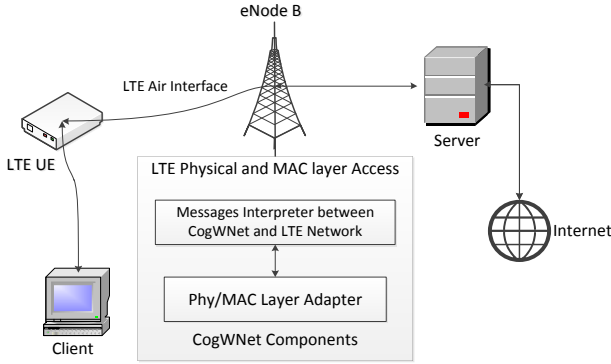 eNode B
LTE Air Interface
LTE UE
Server
LTE Physical and MAC layer Access
Messages Interpreter between
CogWNet and LTE Network
Internet
Phy/MAC Layer Adapter
CogWNet Components
Client